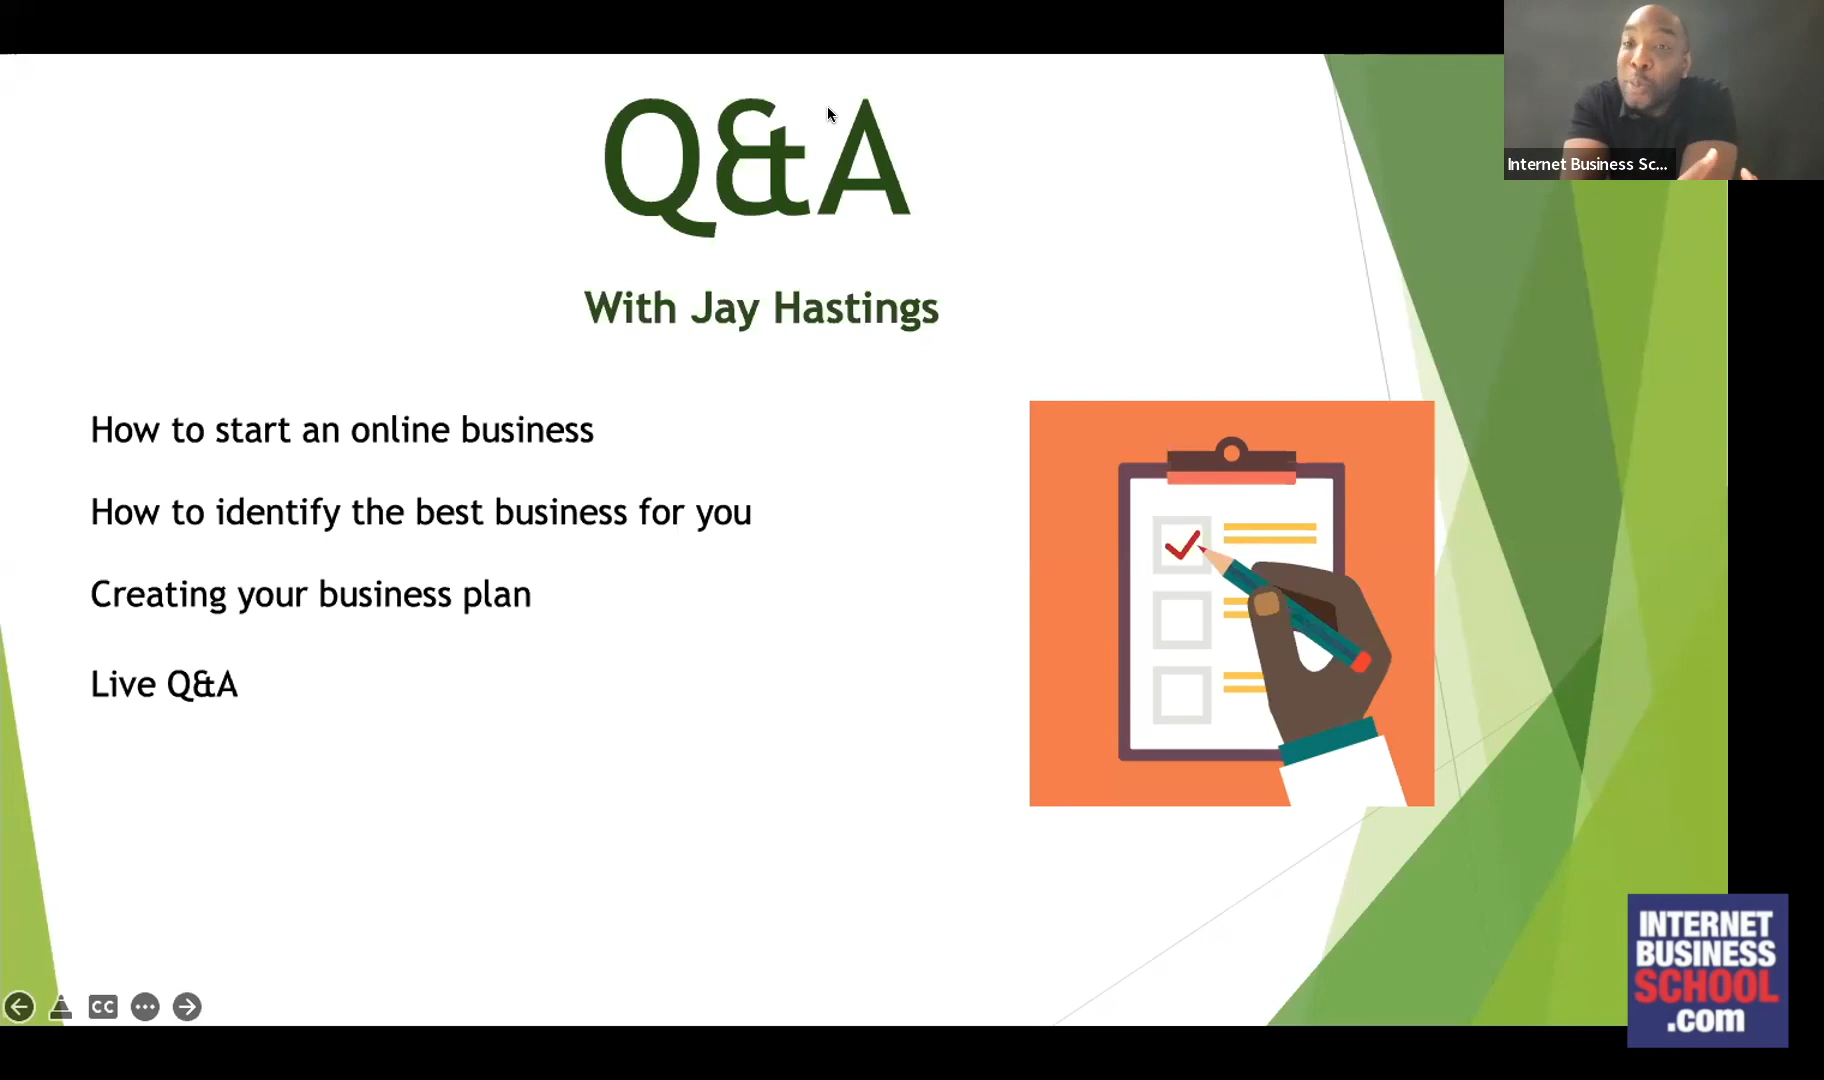 Q&A
With Jay Hastings
Internet Business Sc...
How to start an online business
How to identify the best business for you
Creating your business plan
Live Q&A
CC
INTERNET
BUSINESS
SCHOOL
.com